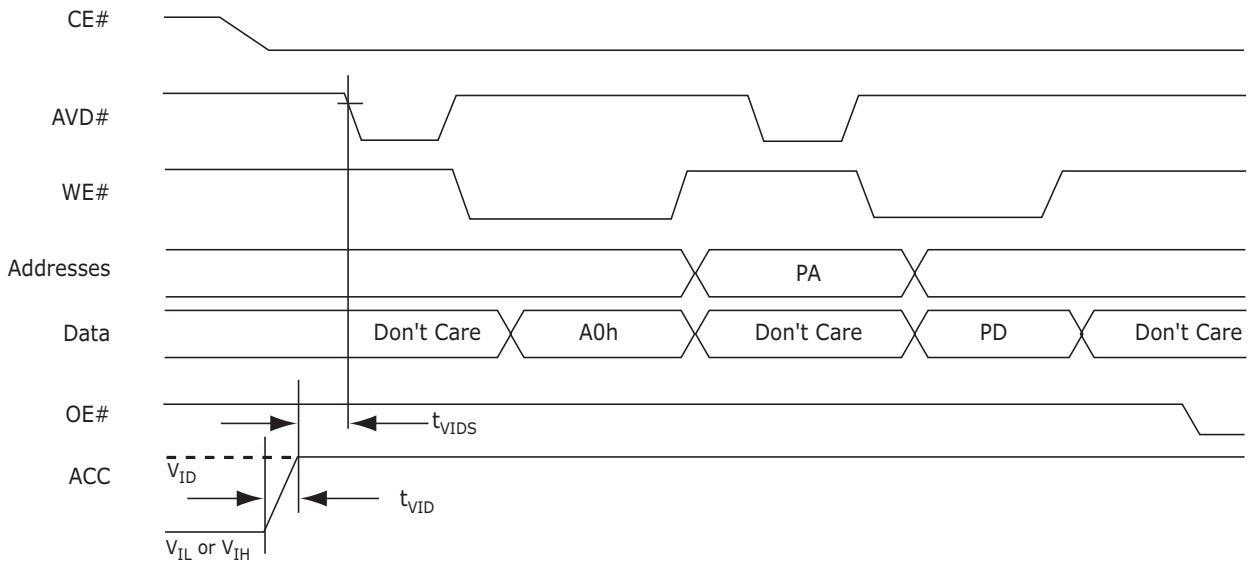 CE#
AVD#
WE#
Addresses
PA
Data
Don't Care
A0h
Don't Care
PD
Don't Care
OE#
tVIDS
ACC
VID
tVID
VIL or VIH